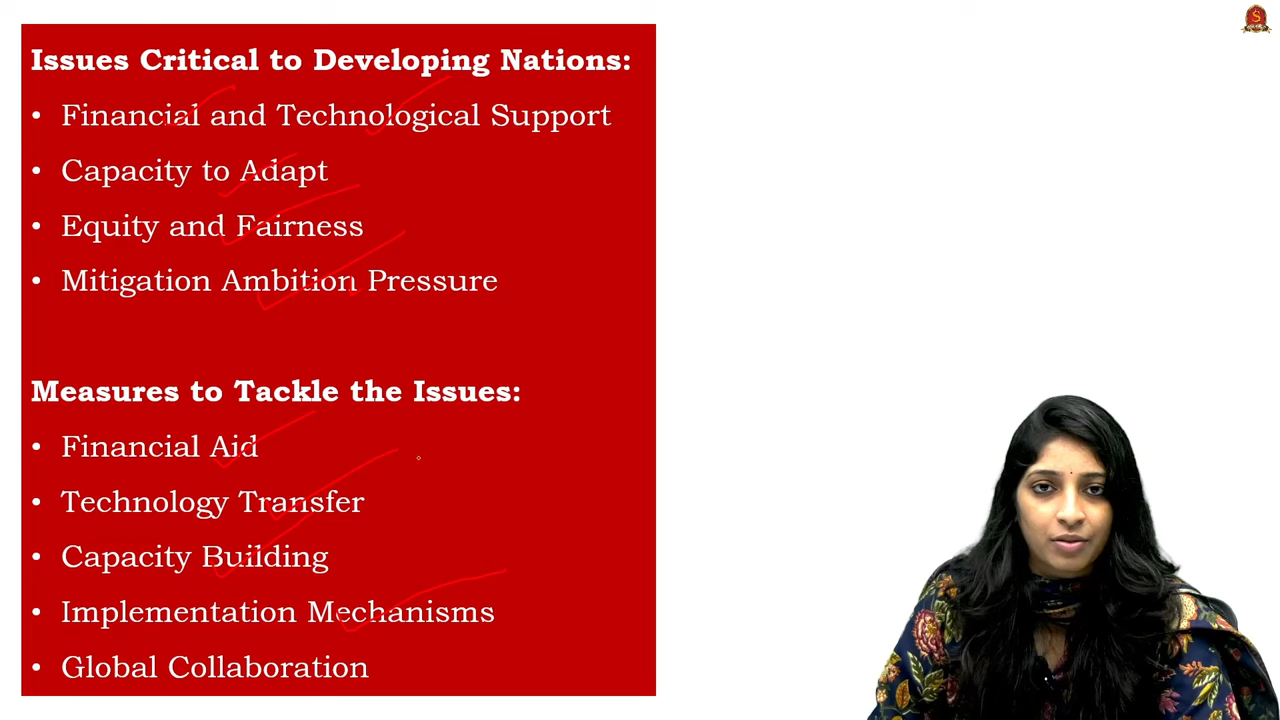 Issues Critical to Developing Nations:
• Financial and Technological Support
• Capacity to Adapt
• Equity and Fairness
• Mitigation Ambition Pressure
Measures to Tackle the Issues:
• Financial Aid
• Technology Transfer
• Capacity Building
• Implementation Mechanisms
• Global Collaboration